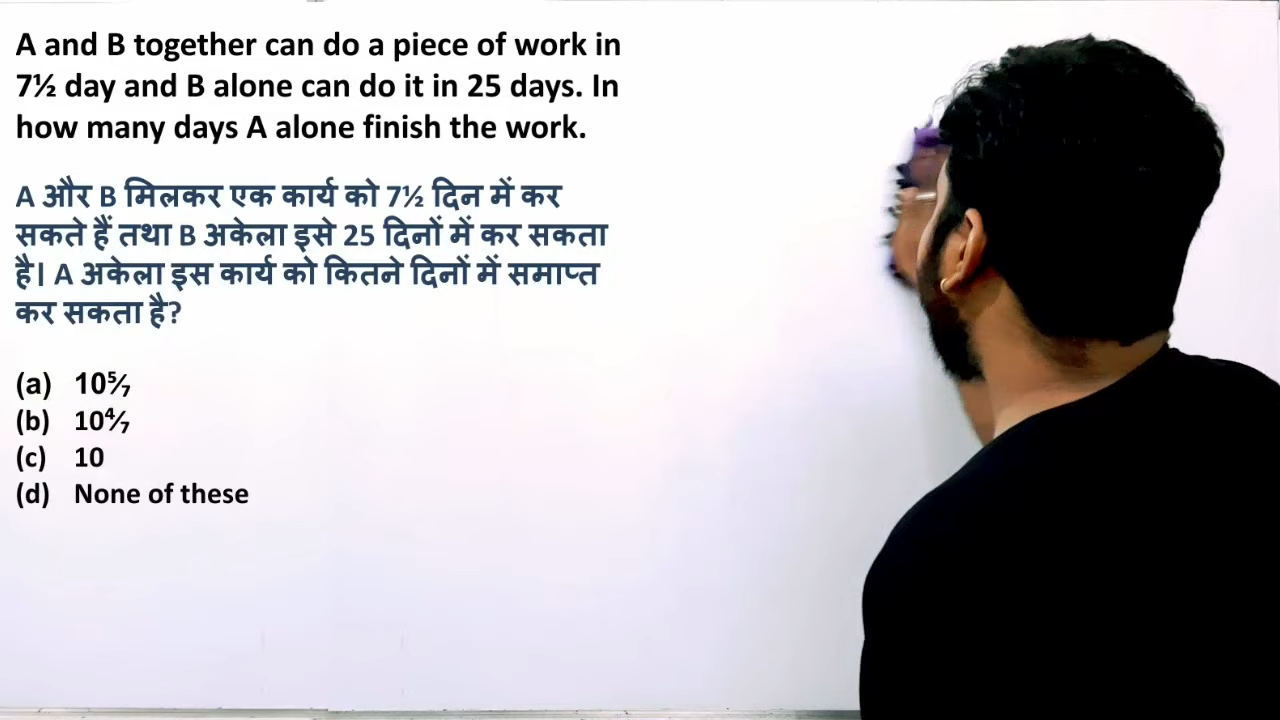 A and B together can do a piece of work in
7½ day and B alone can do it in 25 days. In
how many days A alone finish the work.
A और B मिलकर एक कार्य को 7½ दिन में कर
सकते हैं तथा B अकेला इसे 25 दिनों में कर सकता
है। A अकेला इस कार्य को कितने दिनों में समाप्त
कर सकता है?
(a) 10⁵⁄₇
(b) 10⁴⁄₇
(c) 10
(d) None of these